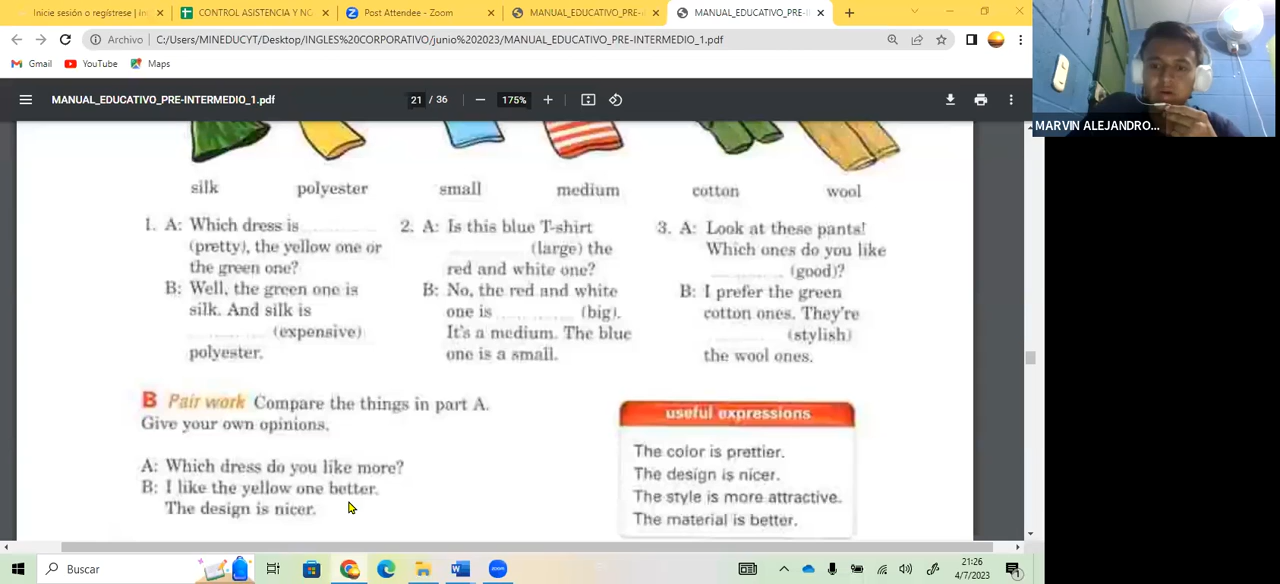 Inicie sesión o regístrese | in
CONTROL ASISTENCIA Y NO
Post Attendee - Zoom
MANUAL_EDUCATIVO_PRE-I
MANUAL_EDUCATIVO_PRE-I
Archivo
C:/Users/MINEDUCYT/Desktop/INGLES%20CORPORATIVO/junio%202023/MANUAL_EDUCATIVO_PRE-INTERMEDIO_1.pdf
Gmail
YouTube
Maps
MANUAL_EDUCATIVO_PRE-INTERMEDIO_1.pdf
21 / 36
175%
MARVIN ALEJANDRO...
silk
polyester
small
medium
cotton
wool
1. A: Which dress is
(pretty), the yellow one or
the green one?
B: Well, the green one is
silk. And silk is
(expensive)
polyester.
2. A: Is this blue T-shirt
(large) the
red and white one?
B: No, the red and white
one is (big).
It's a medium. The blue
one is a small.
3. A: Look at these pants!
Which ones do you like
(good)?
B: I prefer the green
cotton ones. They're
(stylish)
the wool ones.
B Pair work Compare the things in part A.
Give your own opinions.
A: Which dress do you like more?
B: I like the yellow one better.
The design is nicer.
useful expressions
The color is prettier.
The design is nicer.
The style is more attractive.
The material is better.
Buscar
zoom
21:26
4/7/2023
1